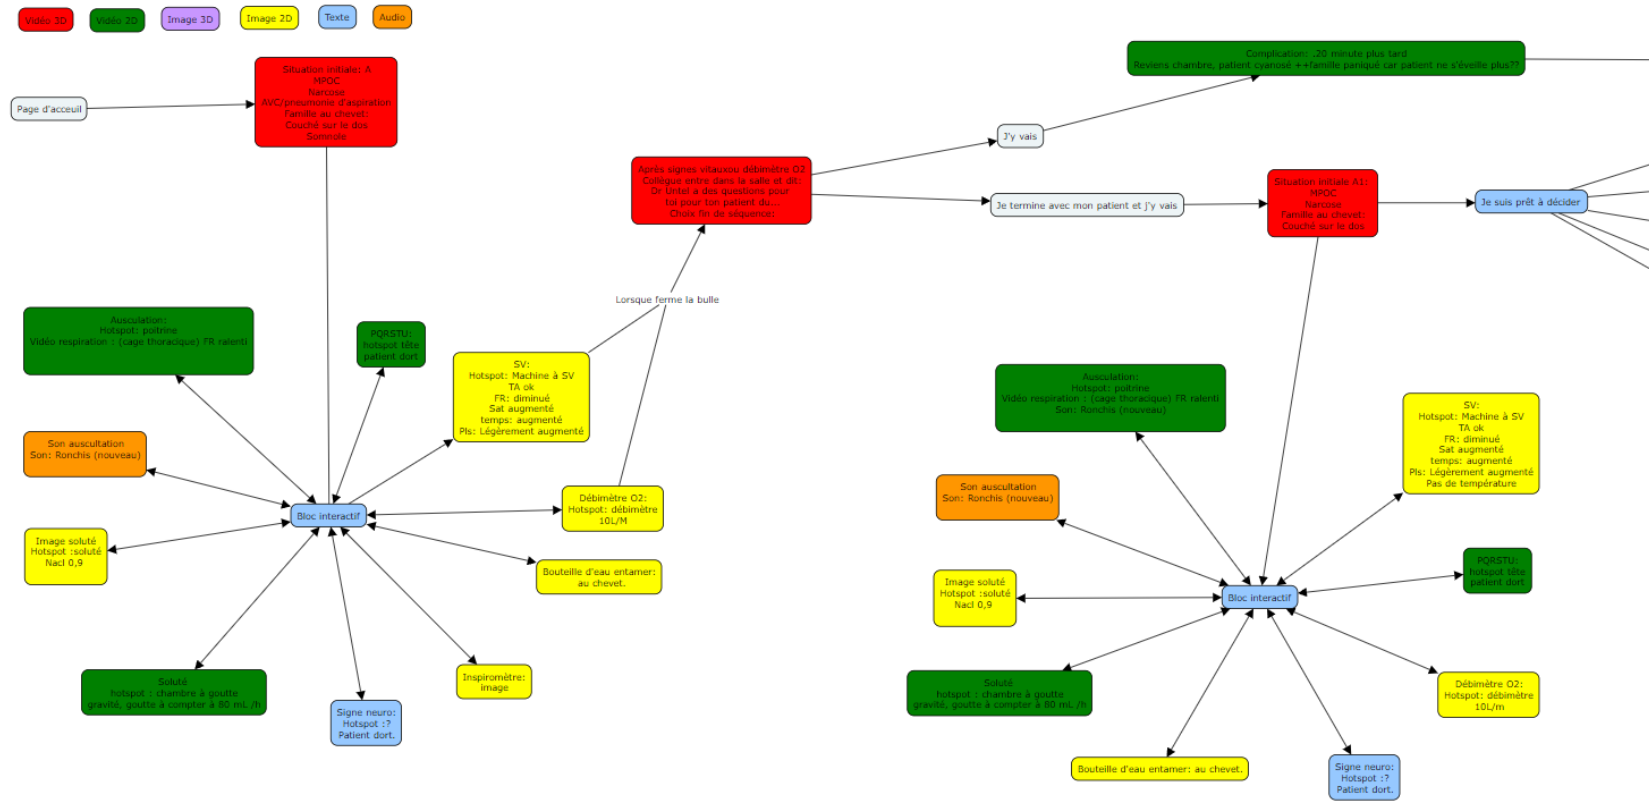 Vidéo 3D
Vidéo 2D
Image 3D
Image 2D
Texte
Audio
Page d'acceuil
Situation initiale: A
MPOC
Narcose
AVC/pneumonie d'aspiration
Famille au chevet:
Couché sur le dos
Somnole
Complication: .20 minute plus tard
Reviens chambre, patient cyanosé ++famille paniqué car patient ne s'éveille plus??
J'y vais
Après signes vitauxou débimètre O2
Collègue entre dans la salle et dit:
Dr Untel a des questions pour
toi pour ton patient du...
Choix fin de séquence:
Je termine avec mon patient et j'y vais
Situation initiale A1:
MPOC
Narcose
Famille au chevet:
Couché sur le dos
Je suis prêt à décider
Lorsque ferme la bulle
Ausculation:
Hotspot: poitrine
Vidéo respiration : (cage thoracique) FR ralenti
PQRSTU:
hotspot tête
patient dort
SV:
Hotspot: Machine à SV
TA ok
FR: diminué
Sat augmenté
temps: augmenté
Pls: Légèrement augmenté
Son auscultation
Son: Ronchis (nouveau)
Bloc interactif
Débimètre O2:
Hotspot: débimètre
10L/M
Image soluté
Hotspot :soluté
Nacl 0,9
Bouteille d'eau entamer:
au chevet.
Soluté
hotspot : chambre à goutte
gravité, goutte à compter à 80 mL /h
Signe neuro:
Hotspot :?
Patient dort.
Inspiromètre:
image
Ausculation:
Hotspot: poitrine
Vidéo respiration : (cage thoracique) FR ralenti
Son: Ronchis (nouveau)
SV:
Hotspot: Machine à SV
TA ok
FR: diminué
Sat augmenté
temps: augmenté
Pls: Légèrement augmenté
Pas de température
Son auscultation
Son: Ronchis (nouveau)
PQRSTU:
hotspot tête
patient dort
Image soluté
Hotspot :soluté
Nacl 0,9
Bloc interactif
Soluté
hotspot : chambre à goutte
gravité, goutte à compter à 80 mL /h
Débimètre O2:
Hotspot: débimètre
10L/m
Bouteille d'eau entamer: au chevet.
Signe neuro:
Hotspot :?
Patient dort.